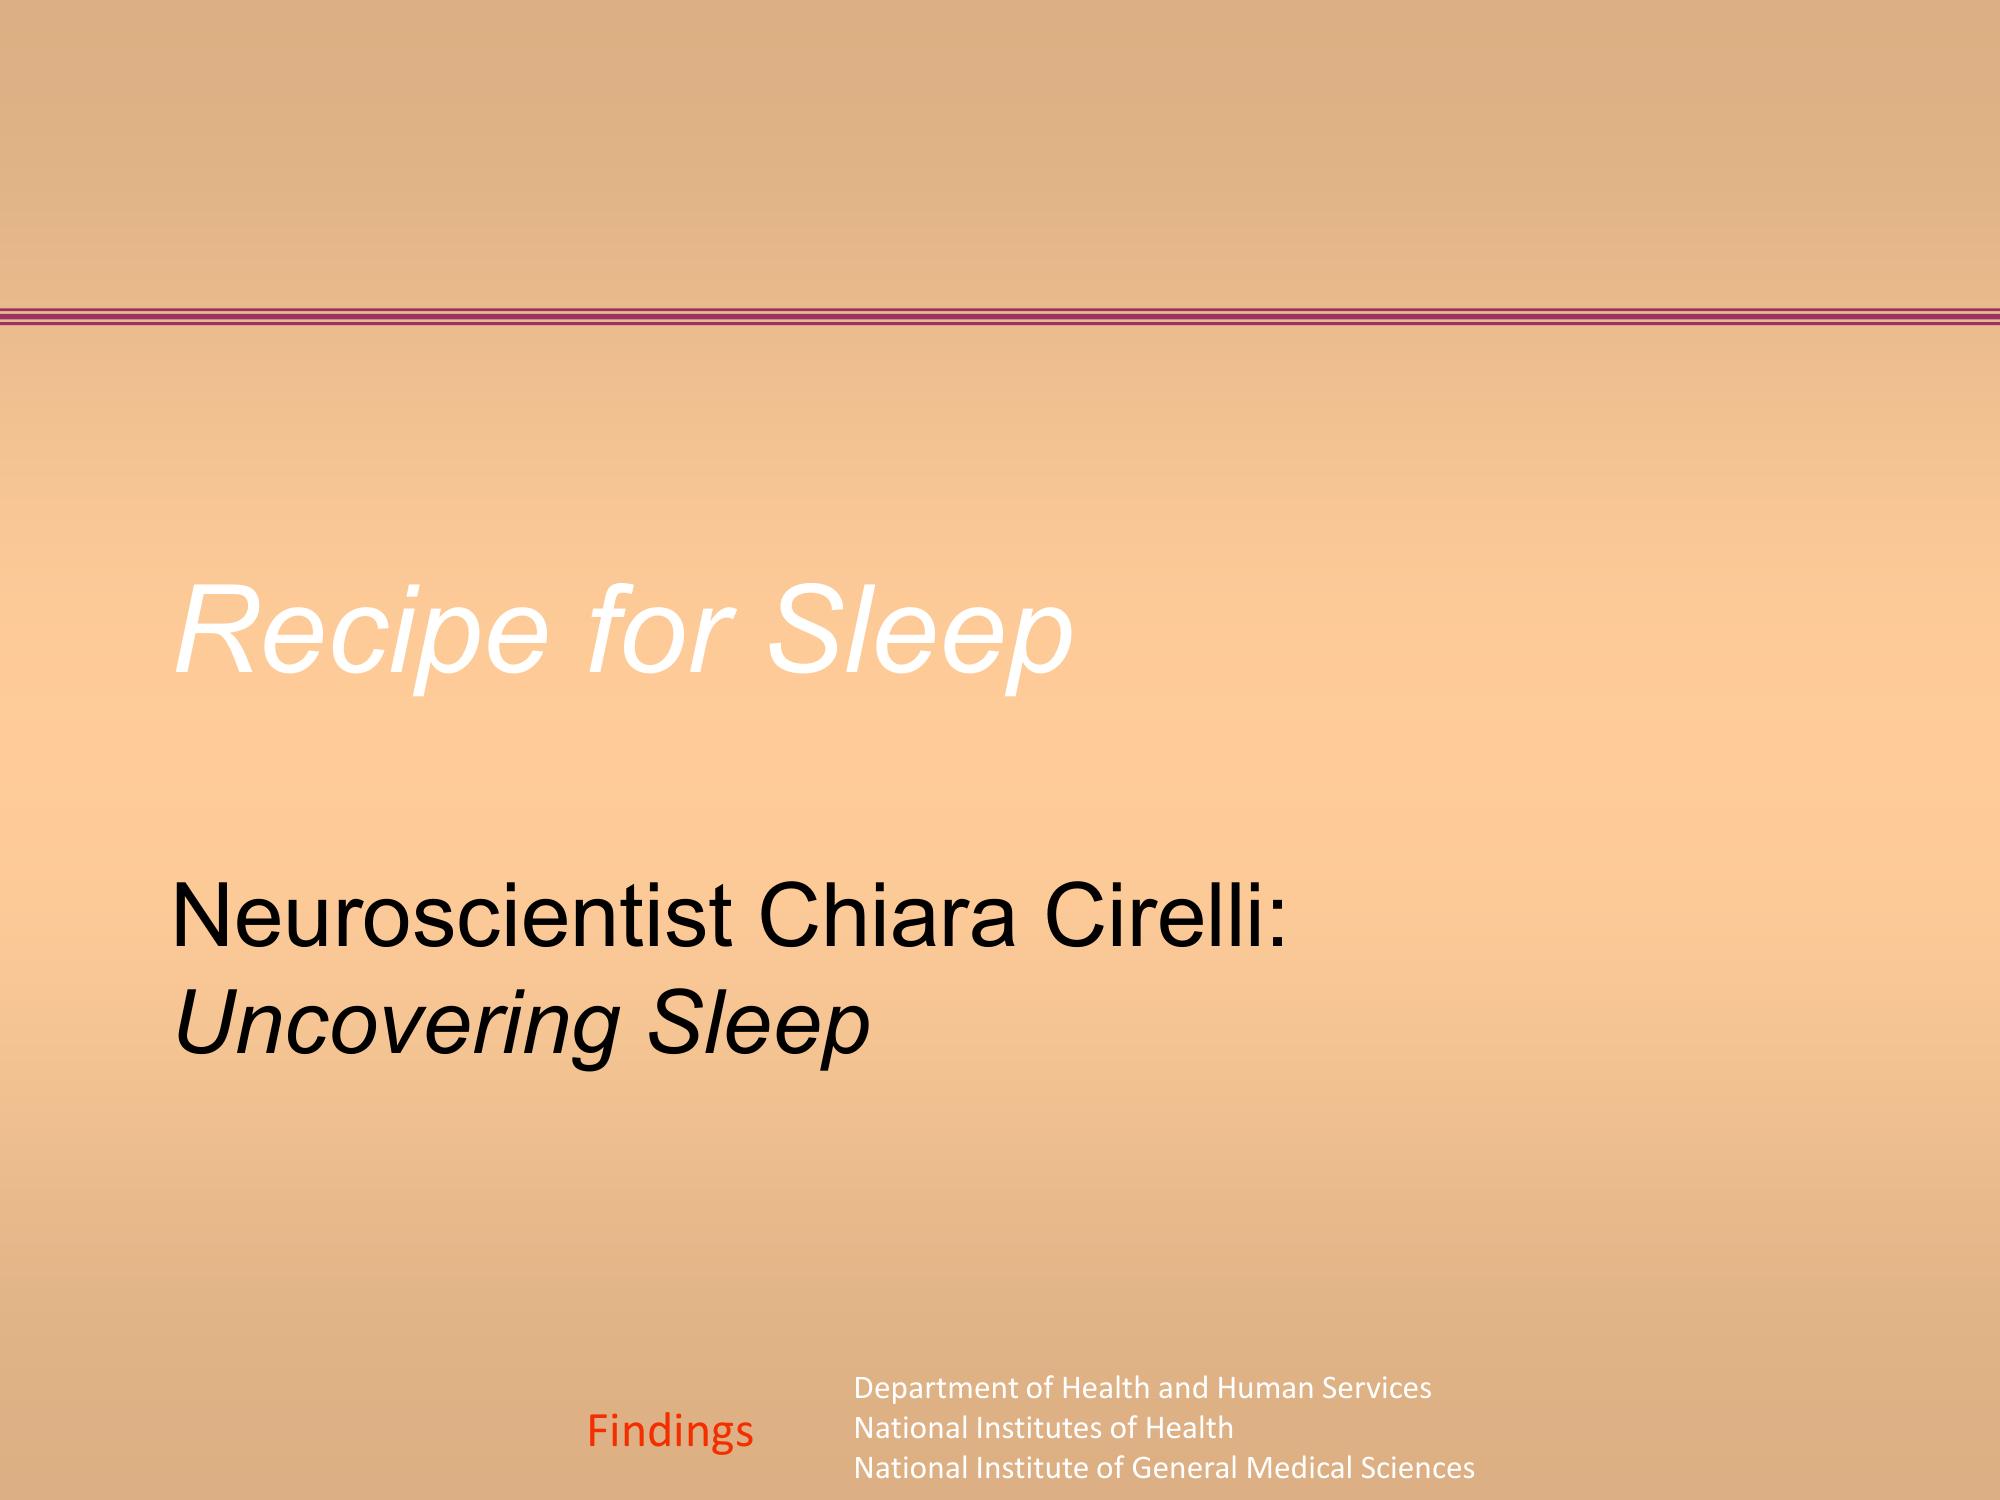 Recipe for Sleep
Neuroscientist Chiara Cirelli:
Uncovering Sleep
Findings
Department of Health and Human Services
National Institutes of Health
National Institute of General Medical Sciences